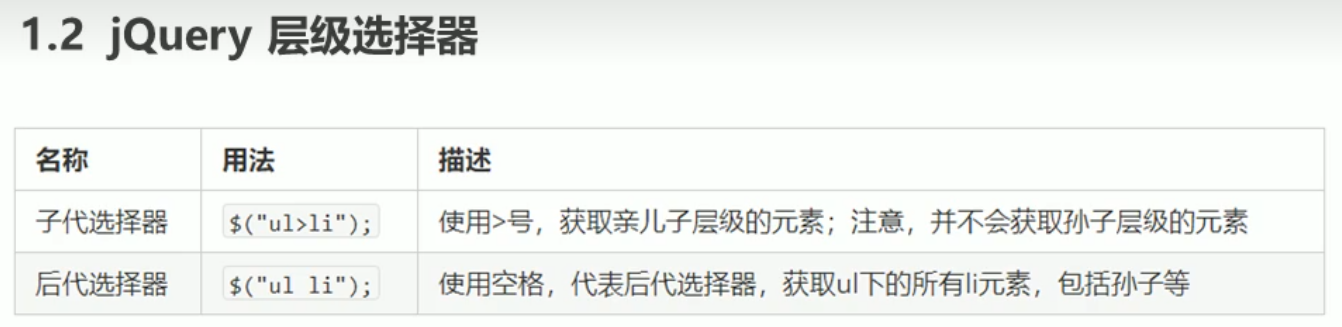 1.2 jQuery 层级选择器
名称 用法 描述
子代选择器 $("ul>li"); 使用>号，获取亲儿子层级的元素；注意，并不会获取孙子层级的元素
后代选择器 $("ul li"); 使用空格，代表后代选择器，获取ul下的所有li元素，包括孙子等